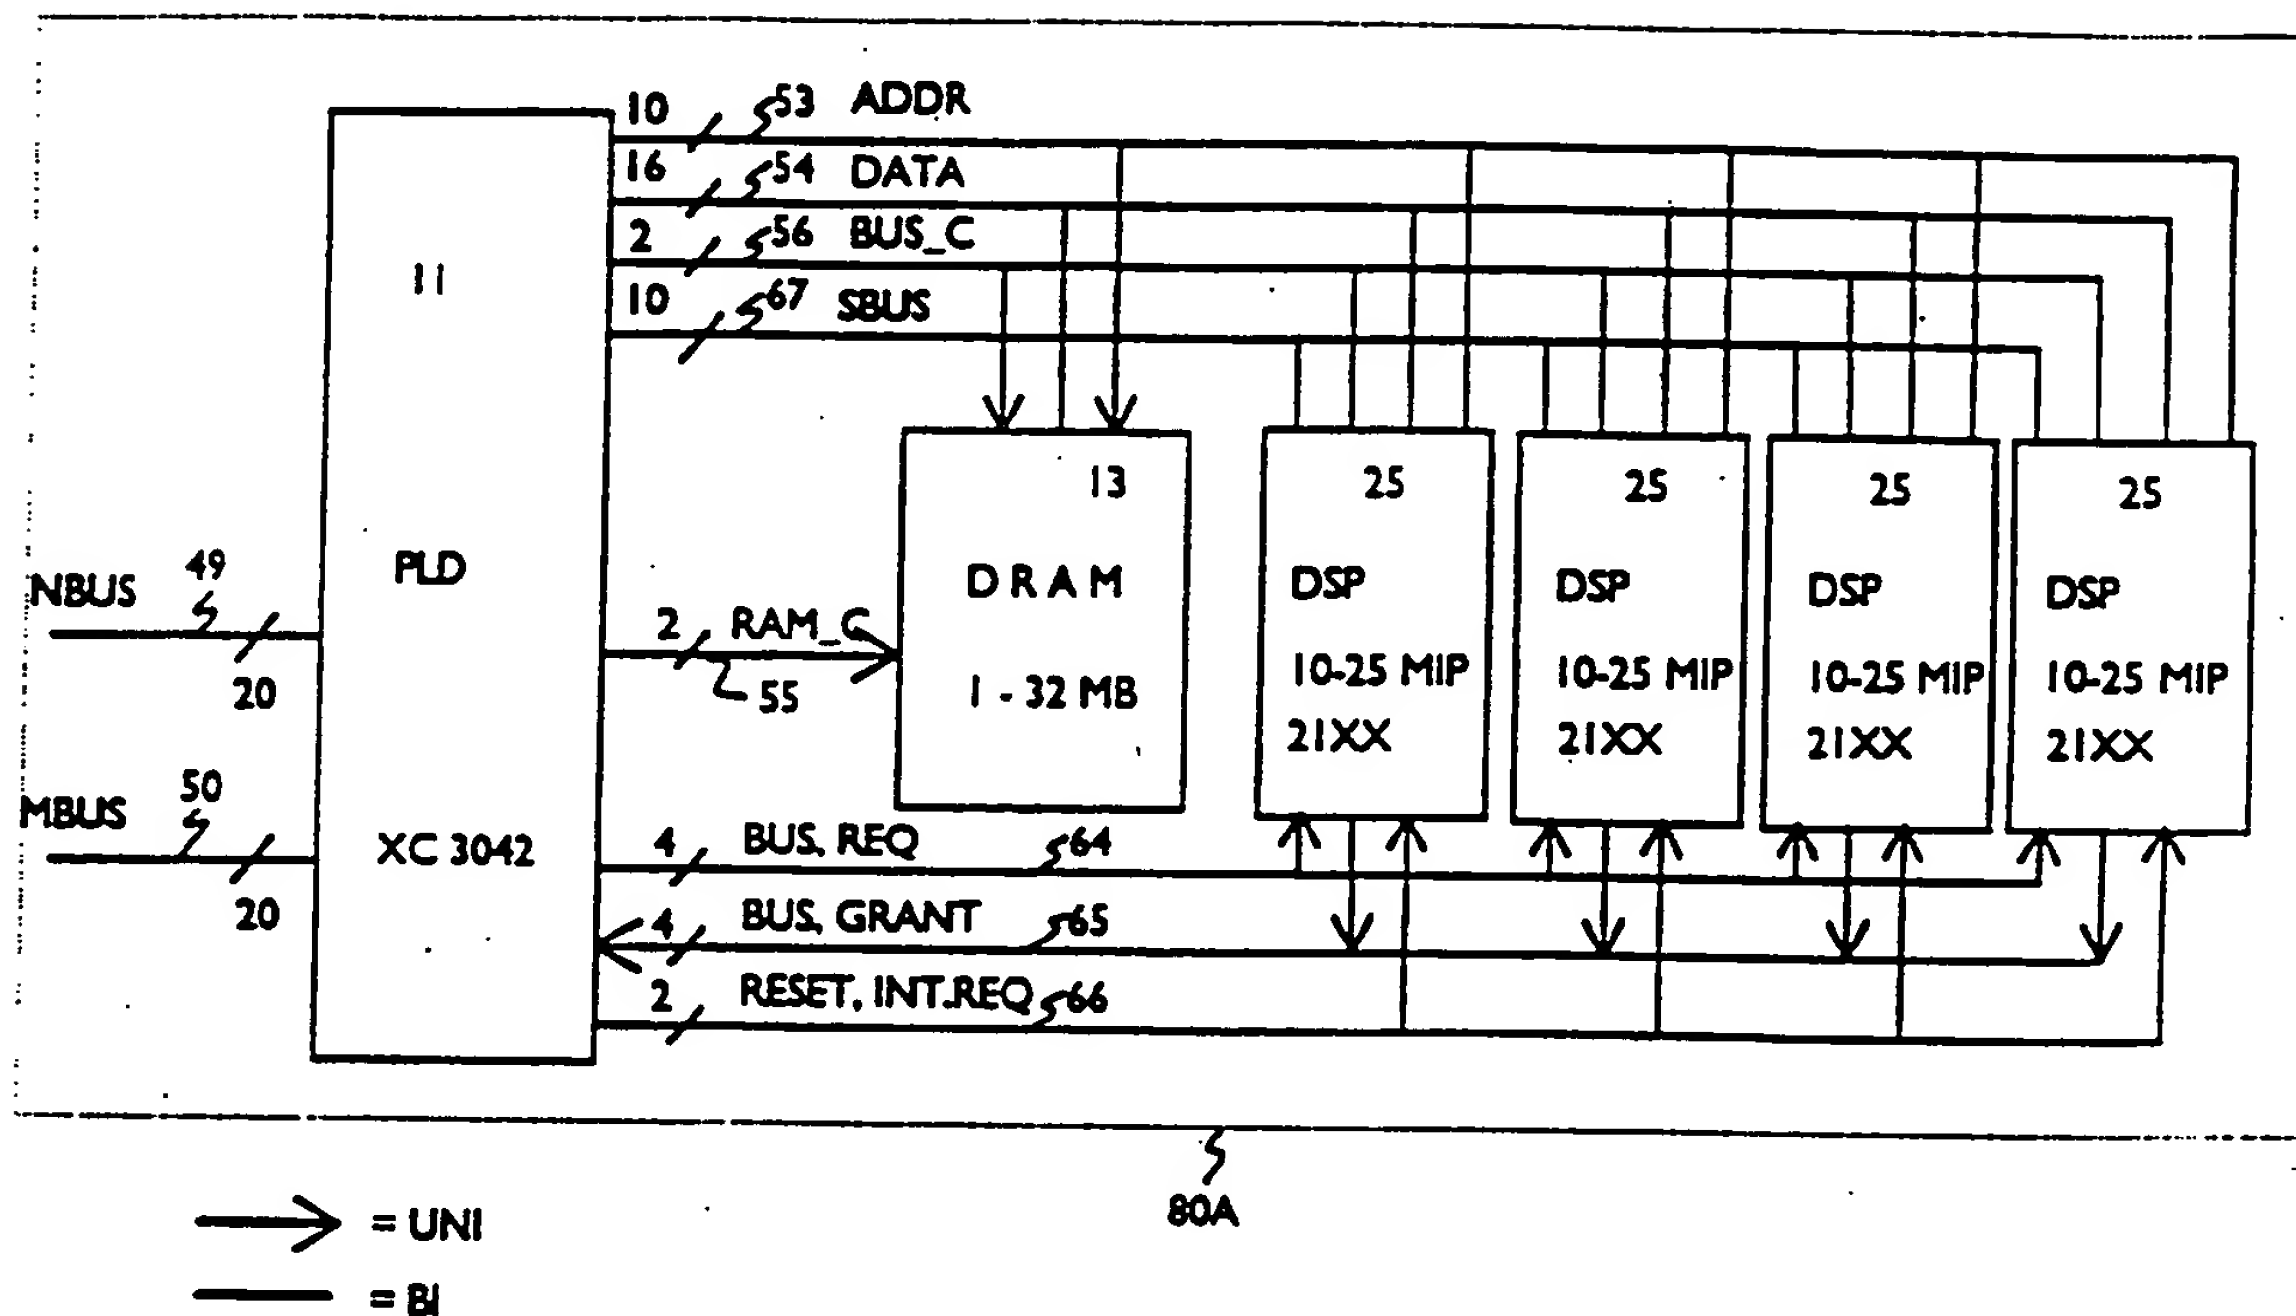 10 53 ADDR
16 54 DATA
2 56 BUS_C
10 67 SBUS
11
PLD
XC 3042
NBUS 49
20
MBUS 50
20
2 RAM_C
55
13
DRAM
1 - 32 MB
25
DSP
10-25 MIP
21XX
25
DSP
10-25 MIP
21XX
25
DSP
10-25 MIP
21XX
25
DSP
10-25 MIP
21XX
4 BUS, REQ 64
4 BUS, GRANT 65
2 RESET, INT.REQ 66
80A
= UNI
= BI